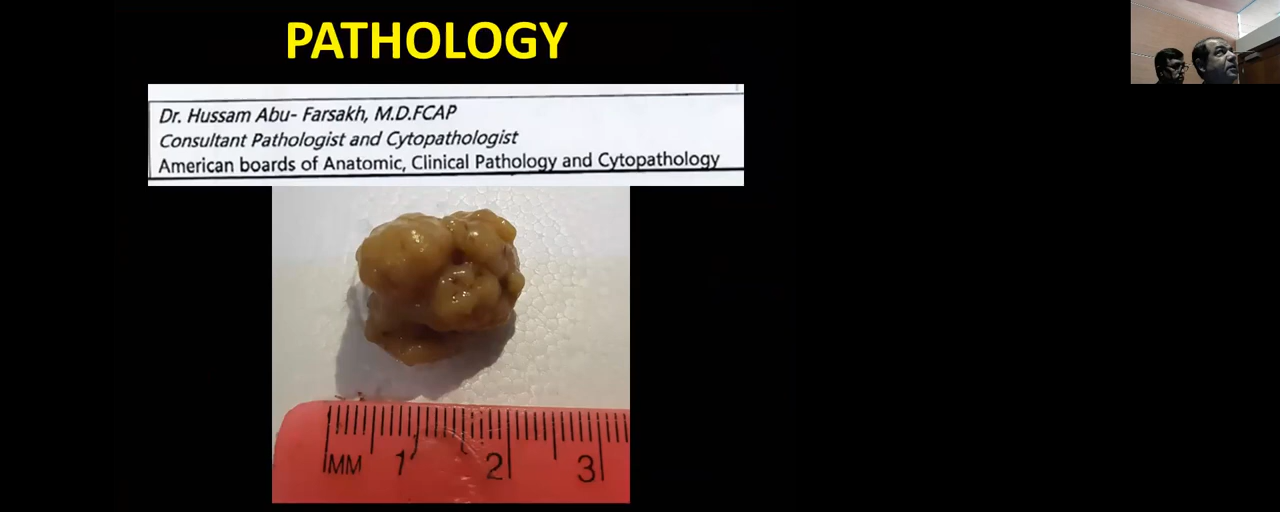 PATHOLOGY
Dr. Hussam Abu- Farsakh, M.D.FCAP
Consultant Pathologist and Cytopathologist
American boards of Anatomic, Clinical Pathology and Cytopathology
MM 1 2 3